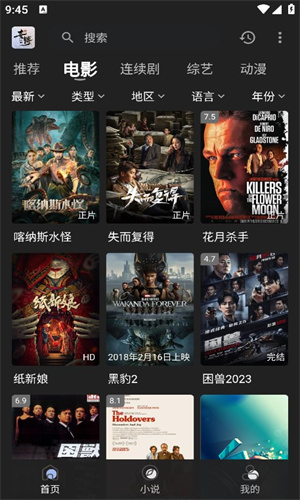 9:45
搜索
推荐 电影 连续剧 综艺 动漫
最新 类型 地区 语言 年份
喀纳斯水怪
正片
失而复得
正片
7.5
DiCAPRIO
DE NIRO
GLADSTONE
KILLERS
OF THE
FLOWER
MOON
正片
喀纳斯水怪 失而复得 花月杀手
纸新娘
HD
WAKANDA FOREVER
2018年2月16日上映
4.7
困兽
完结
纸新娘 黑豹2 困兽2023
6.9
困獸
8.1
The
Holdovers
首页 小说 我的